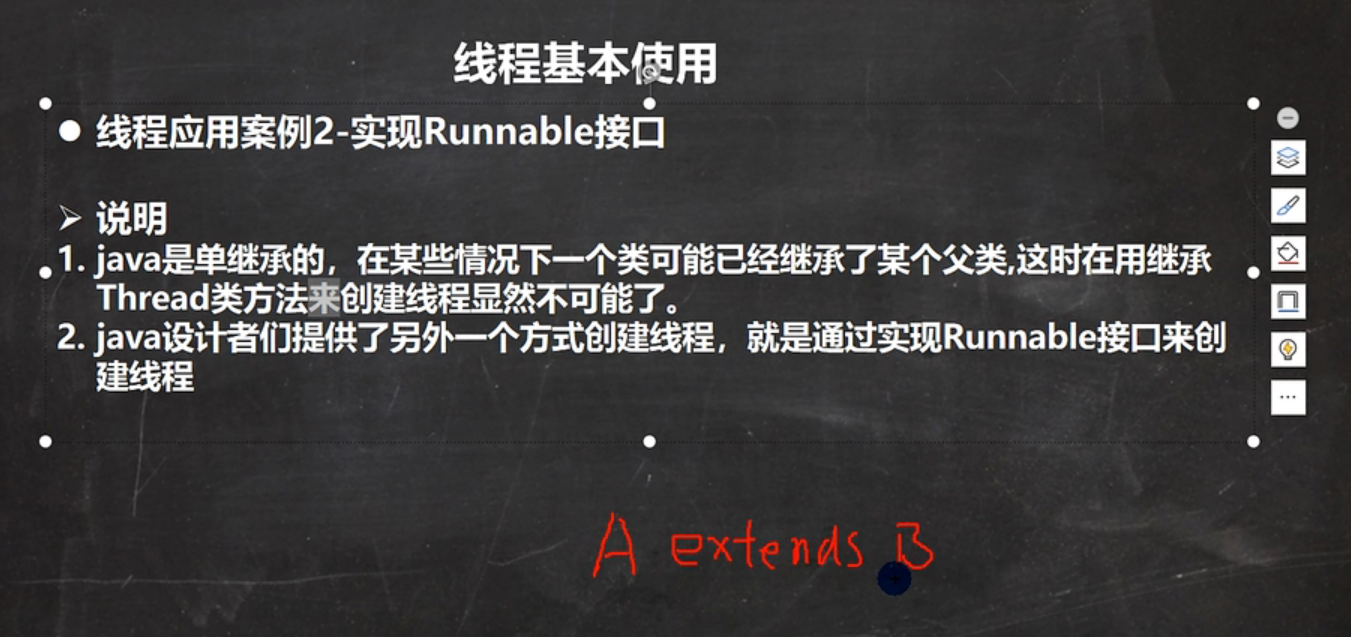 线程基本使用
● 线程应用案例2-实现Runnable接口
➢ 说明
1. java是单继承的，在某些情况下一个类可能已经继承了某个父类,这时在用继承
Thread类方法来创建线程显然不可能了。
2. java设计者们提供了另外一个方式创建线程，就是通过实现Runnable接口来创
建线程
A extends B